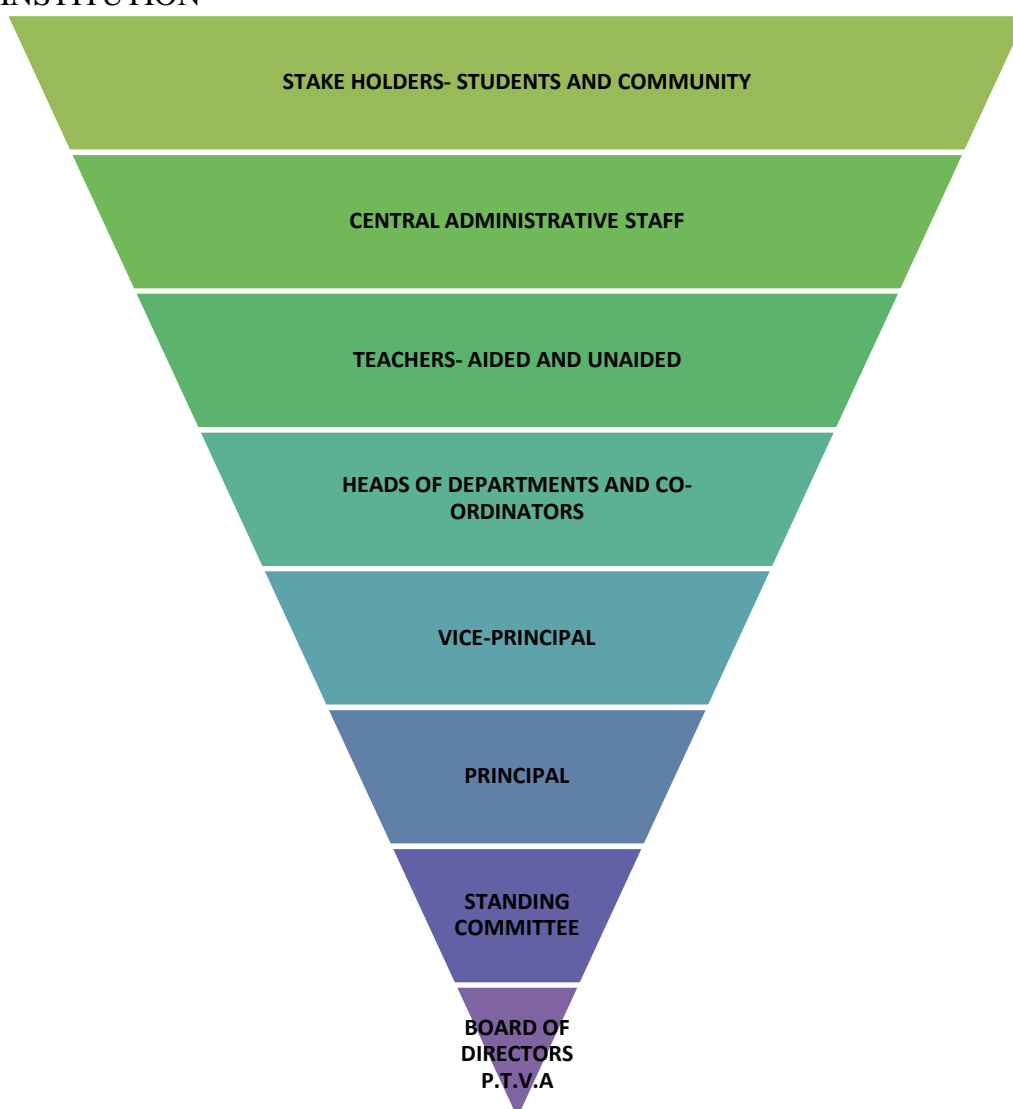 INSTITUTION
STAKE HOLDERS- STUDENTS AND COMMUNITY
CENTRAL ADMINISTRATIVE STAFF
TEACHERS- AIDED AND UNAIDED
HEADS OF DEPARTMENTS AND CO-
ORDINATORS
VICE-PRINCIPAL
PRINCIPAL
STANDING
COMMITTEE
BOARD OF
DIRECTORS
P.T.V.A